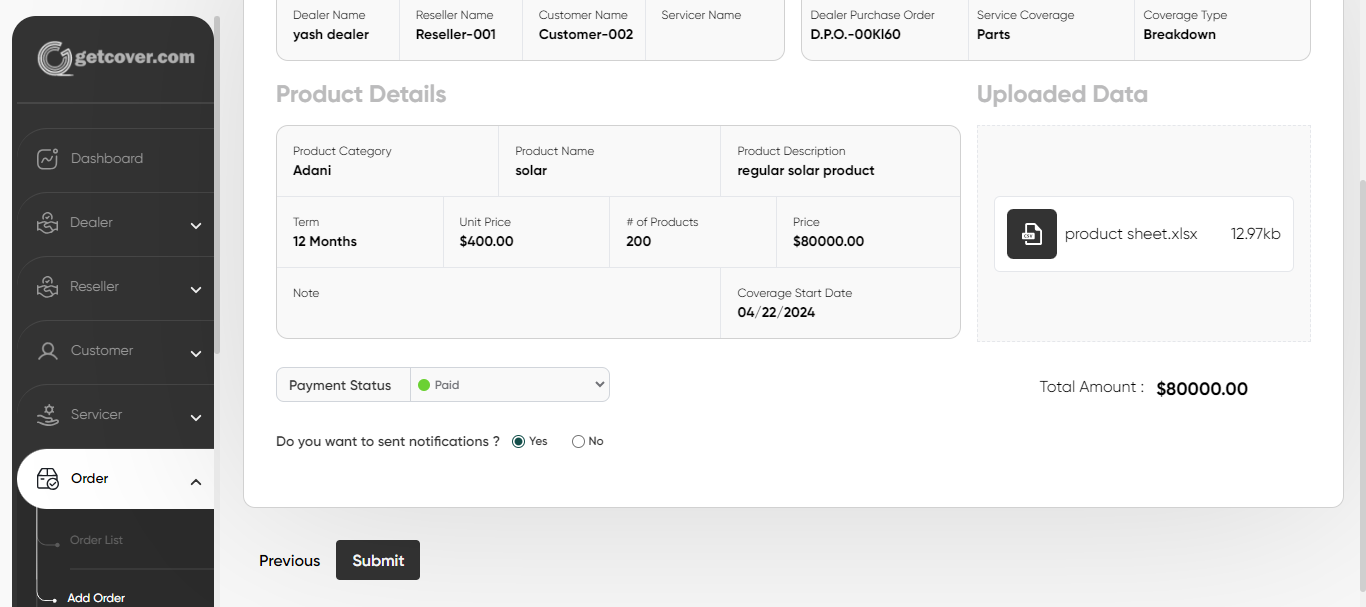 getcover.com
Dashboard
Dealer
Reseller
Customer
Servicer
Order
Order List
Add Order
Dealer Name Reseller Name Customer Name Servicer Name
yash dealer Reseller-001 Customer-002
Dealer Purchase Order Service Coverage Coverage Type
D.P.O.-00KI60 Parts Breakdown
Product Details
Product Category Product Name Product Description
Adani solar regular solar product
Term Unit Price # of Products Price
12 Months $400.00 200 $80000.00
Note Coverage Start Date
04/22/2024
Uploaded Data
CSV product sheet.xlsx 12.97kb
Payment Status Paid
Total Amount : $80000.00
Do you want to sent notifications ? Yes No
Previous Submit